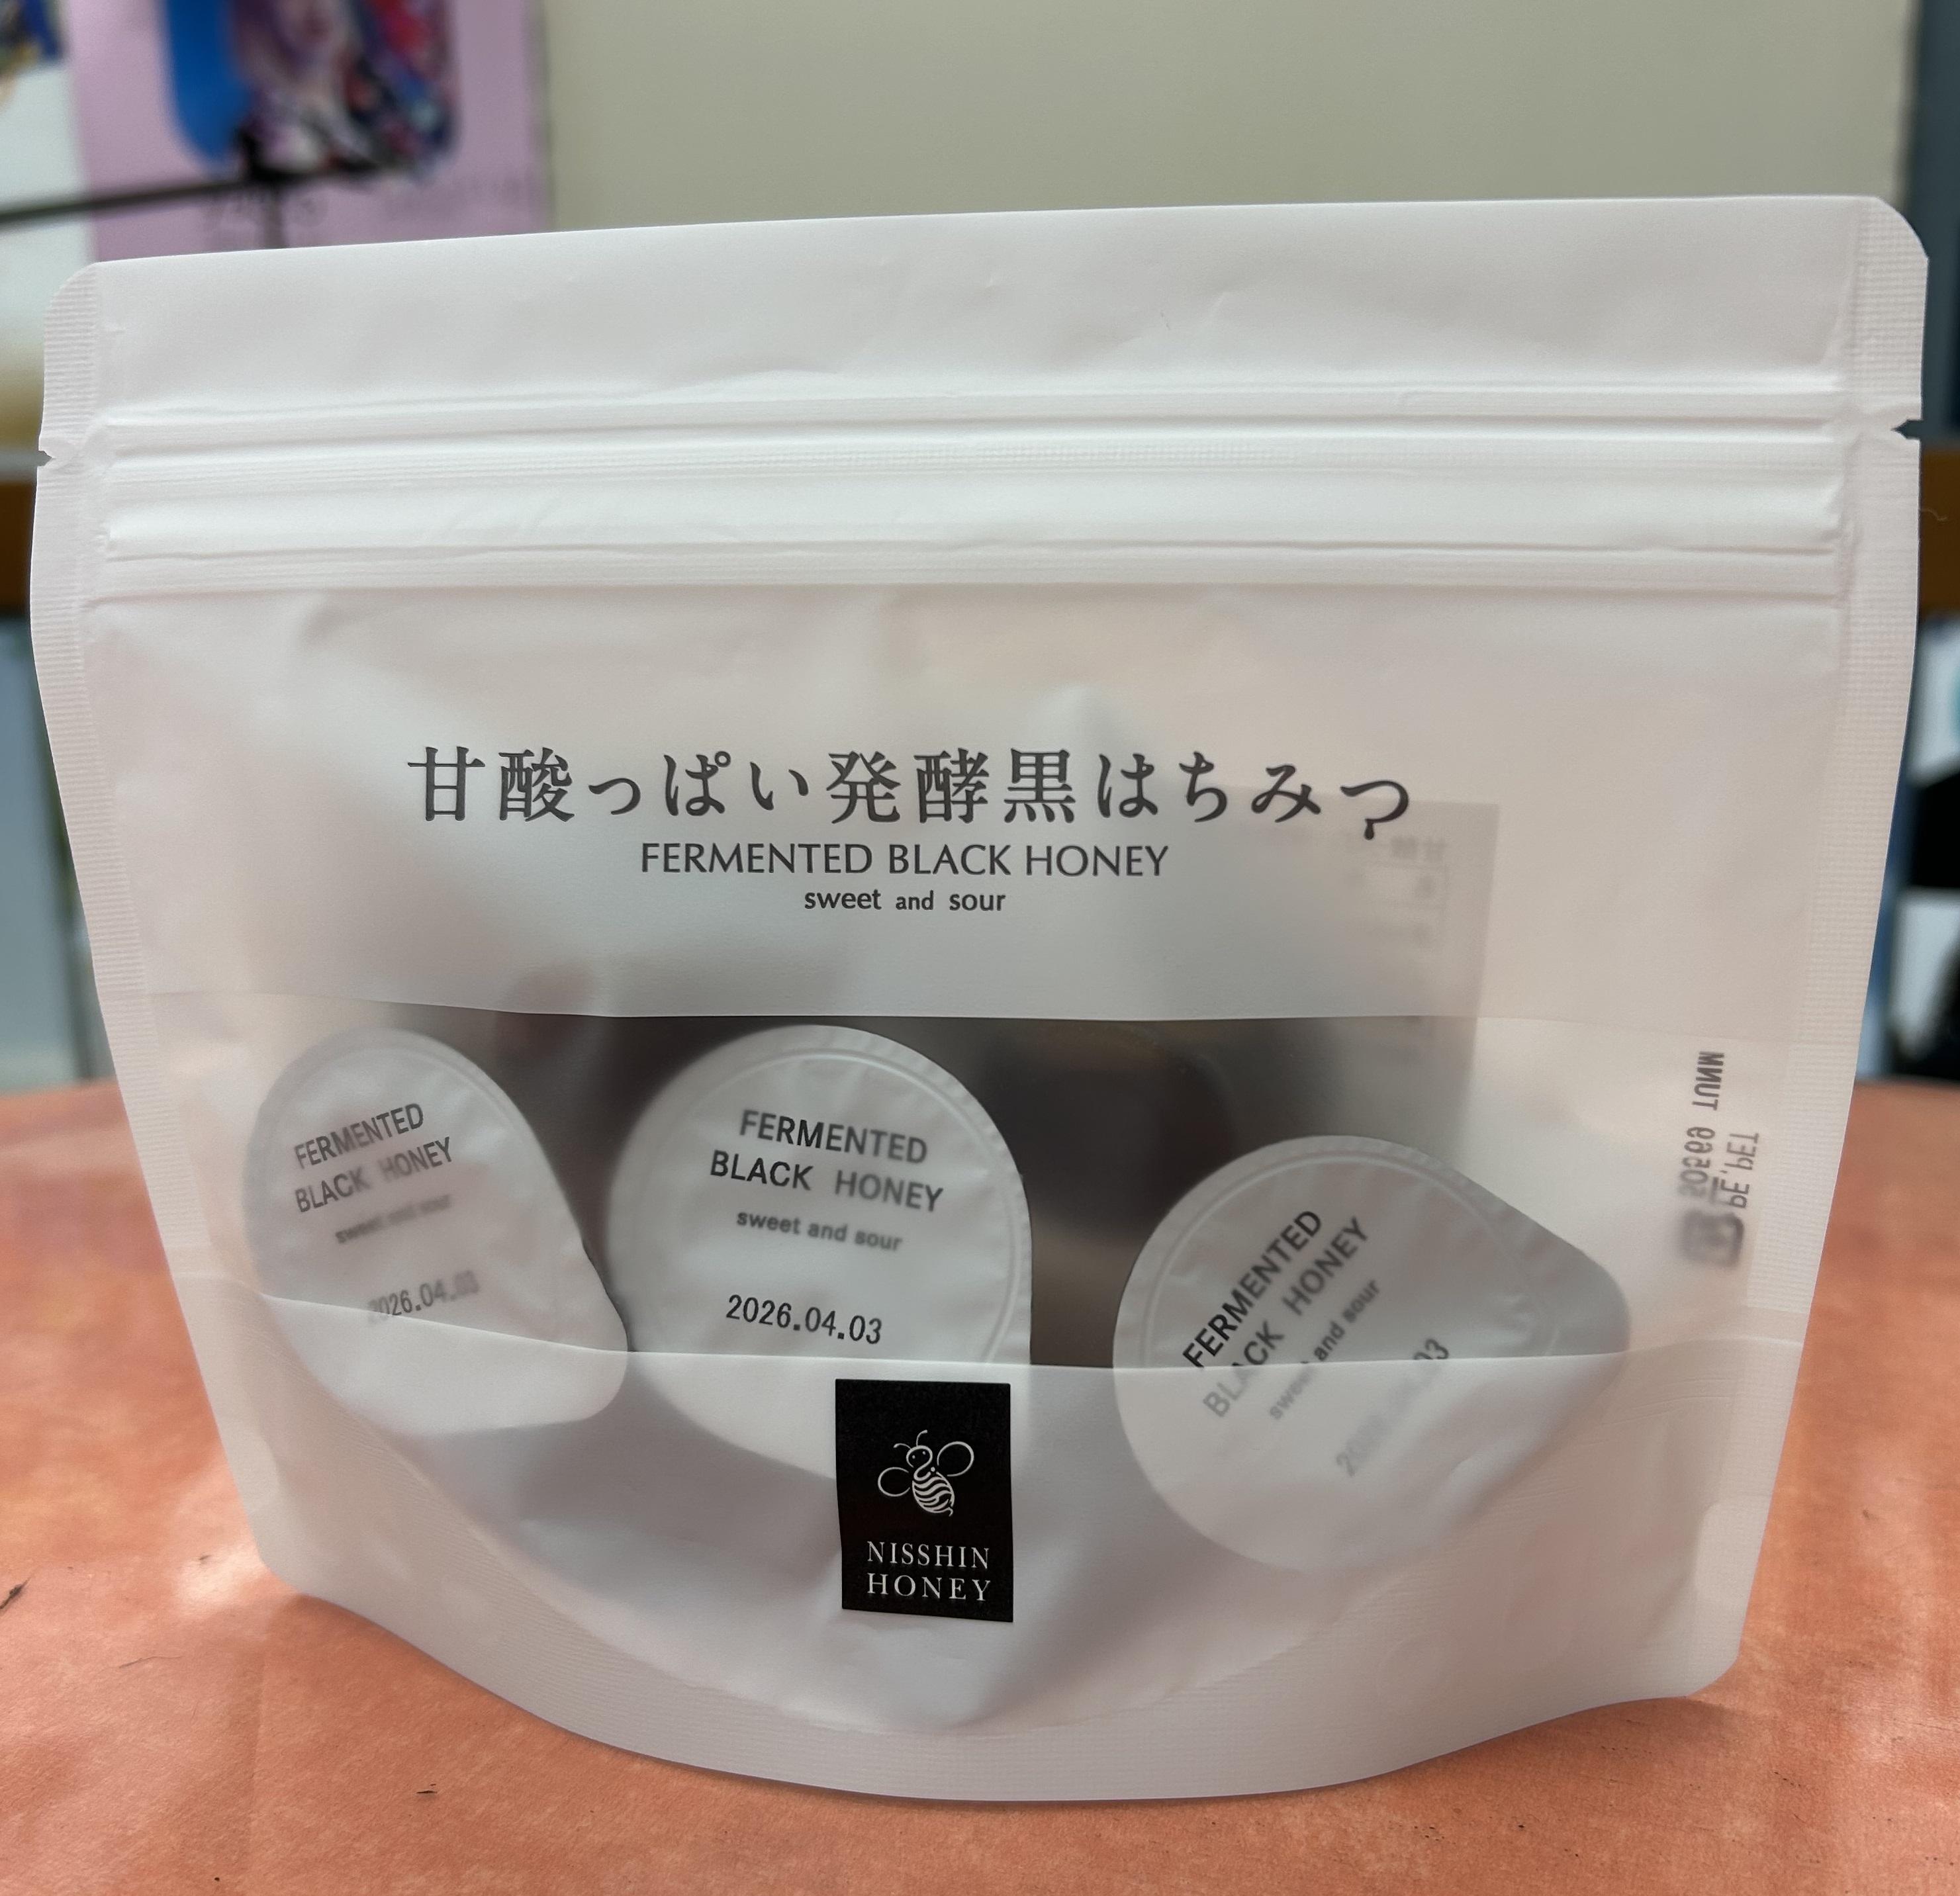 甘酸っぱい発酵黒はちみつ
FERMENTED BLACK HONEY
sweet and sour
FERMENTED
BLACK HONEY
sweet and sour
2026.04.03
FERMENTED
BLACK HONEY
sweet and sour
2026.04.03
FERMENTED
BLACK HONEY
sweet and sour
NISSHIN
HONEY
PE, PET